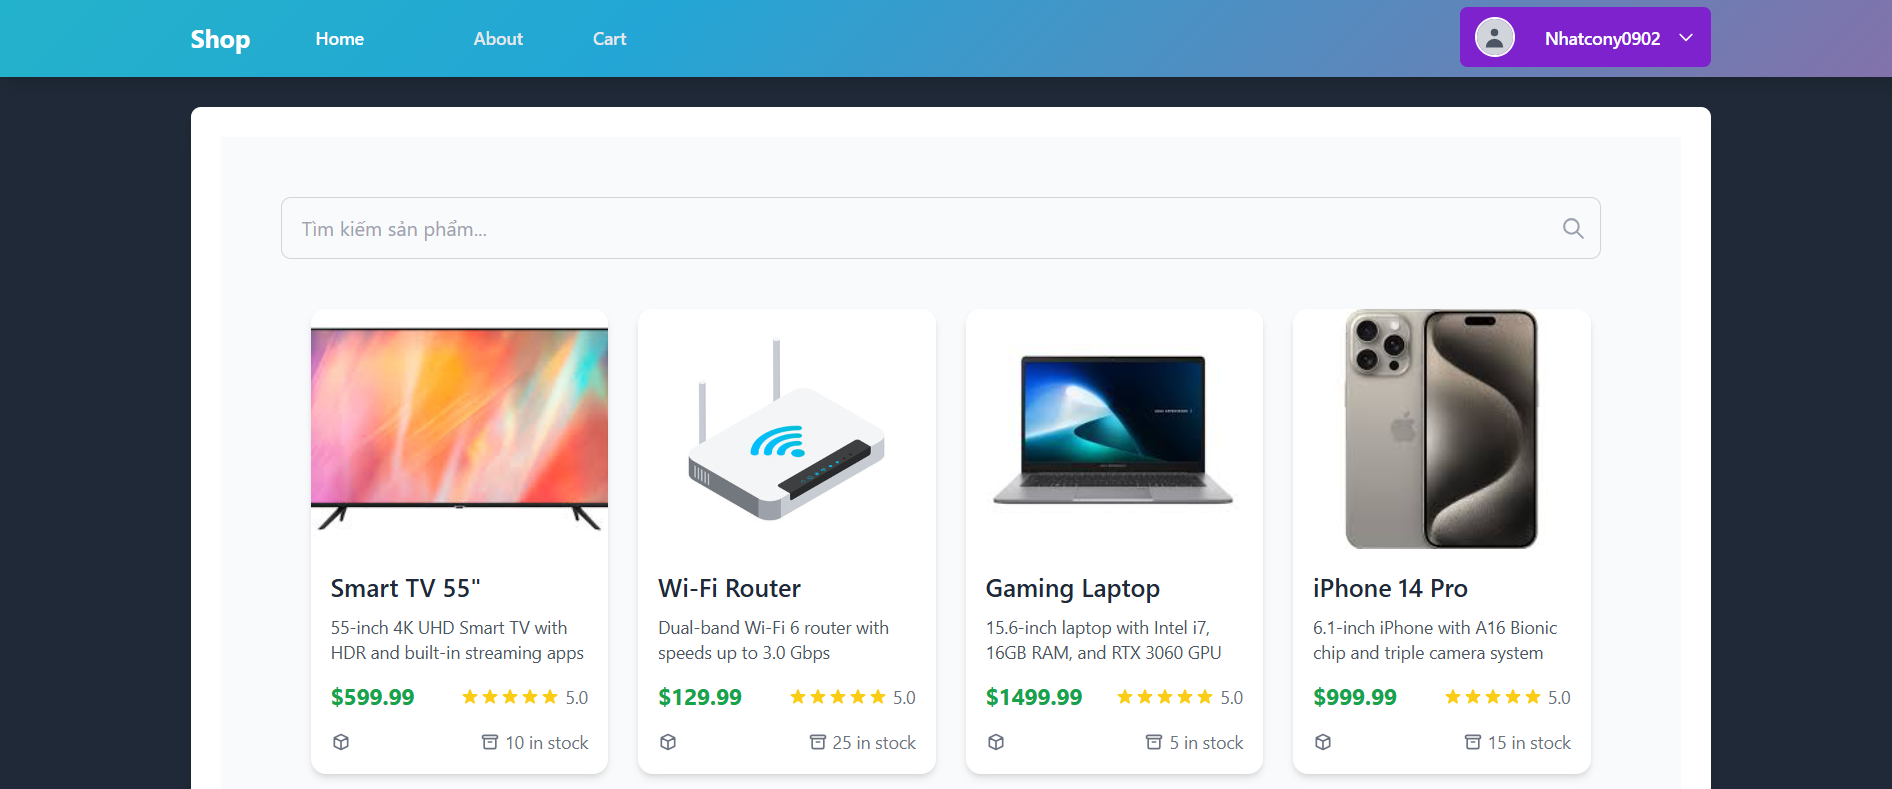 Shop
Home
About
Cart
Nhatcony0902
Tìm kiếm sản phẩm...
Smart TV 55"
55-inch 4K UHD Smart TV with
HDR and built-in streaming apps
$599.99
5.0
10 in stock
Wi-Fi Router
Dual-band Wi-Fi 6 router with
speeds up to 3.0 Gbps
$129.99
5.0
25 in stock
Gaming Laptop
15.6-inch laptop with Intel i7,
16GB RAM, and RTX 3060 GPU
$1499.99
5.0
5 in stock
iPhone 14 Pro
6.1-inch iPhone with A16 Bionic
chip and triple camera system
$999.99
5.0
15 in stock